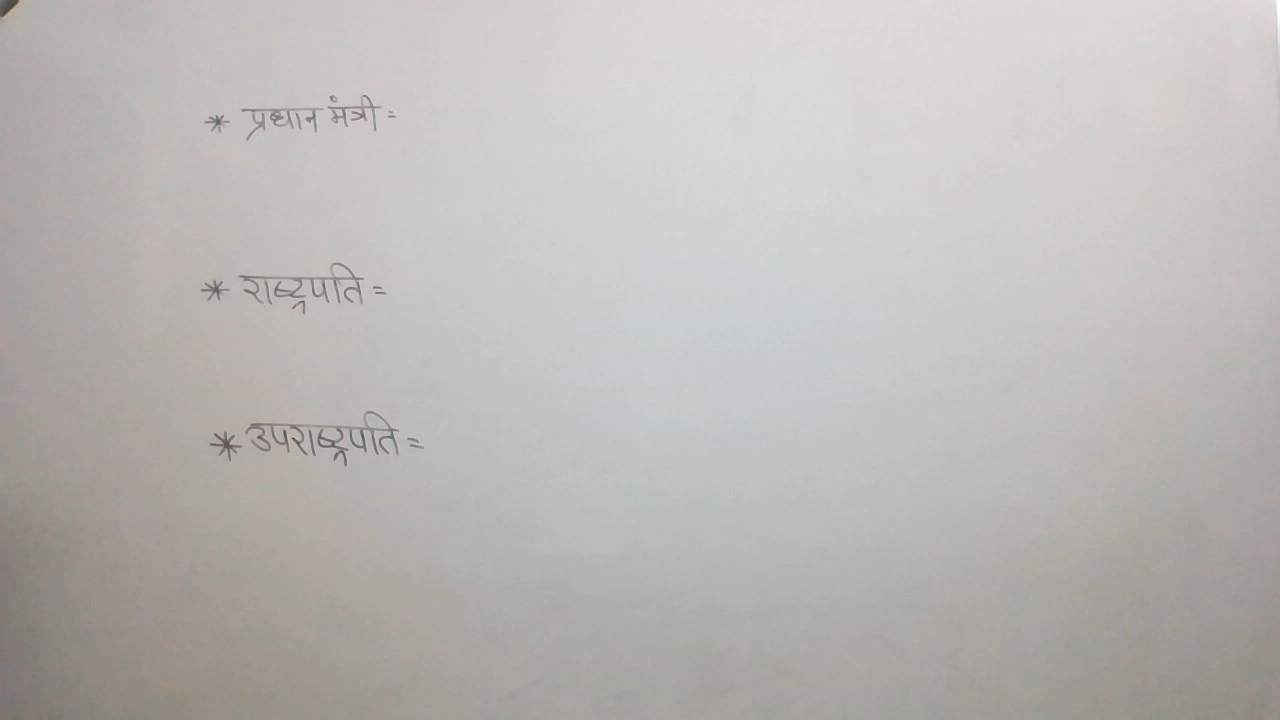 * प्रधान मंत्री =
* राष्ट्रपति =
* उपराष्ट्रपति =